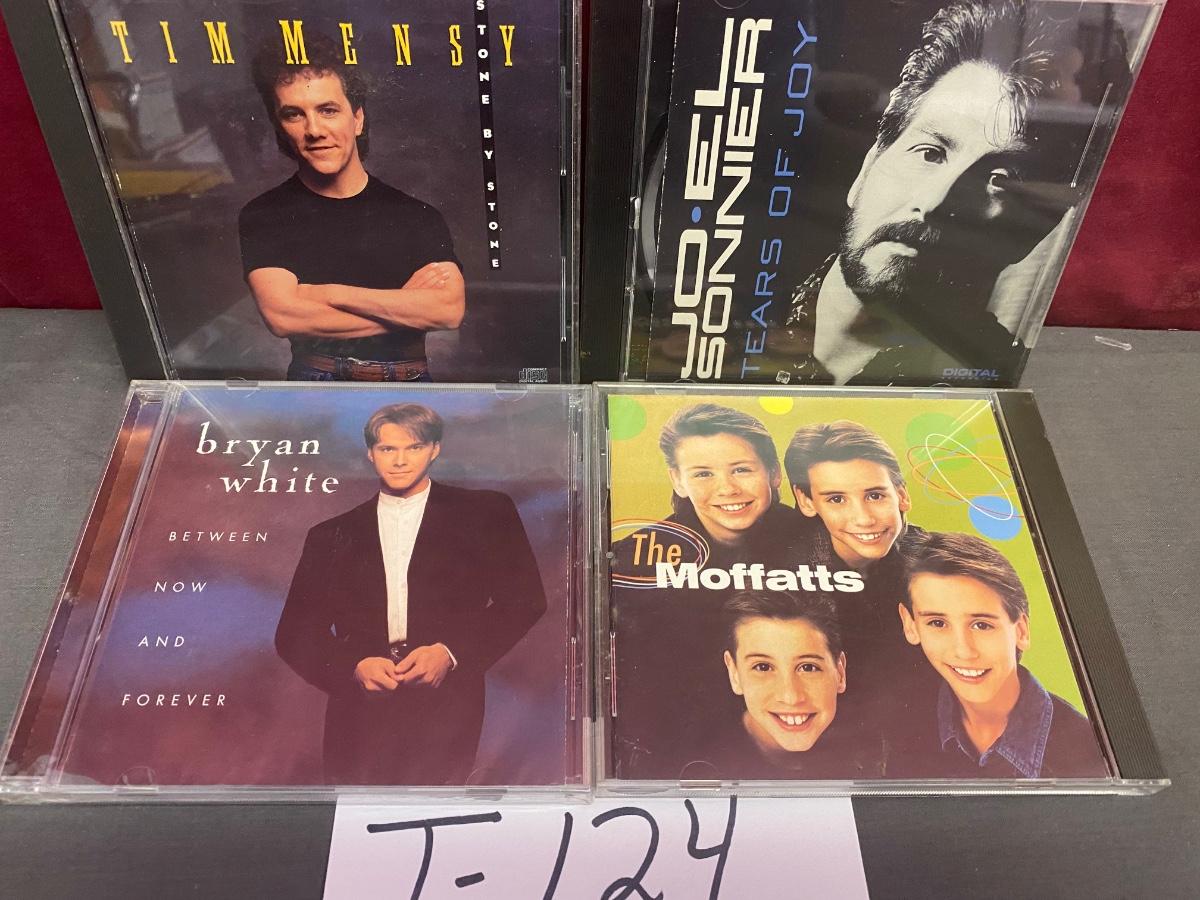 TIM MENSY
STONE BY STONE
JO•EL
SONNIER
TEARS OF JOY
DIGITAL
bryan
white
BETWEEN
NOW
AND
FOREVER
The
Moffatts
T-124